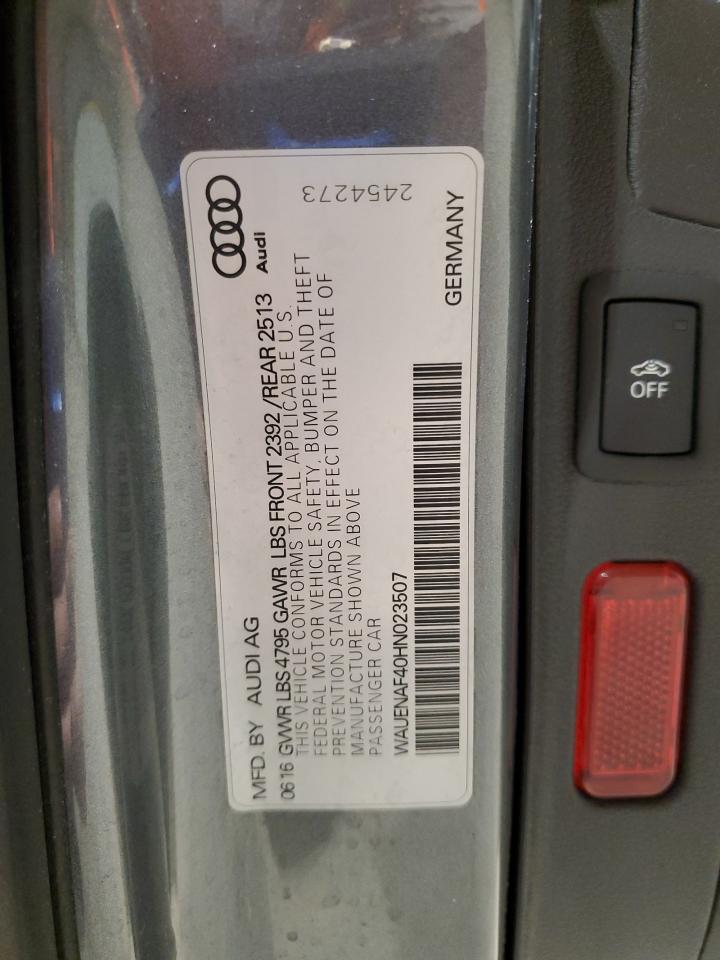 MFD. BY AUDI AG
0616 GVWR LBS 4795 GAWR LBS FRONT 2392 /REAR 2513
THIS VEHICLE CONFORMS TO ALL APPLICABLE U.S.
FEDERAL MOTOR VEHICLE SAFETY, BUMPER AND THEFT
PREVENTION STANDARDS IN EFFECT ON THE DATE OF
MANUFACTURE SHOWN ABOVE
PASSENGER CAR
WAUENAF40HN023507
Audi
2454273
GERMANY
OFF